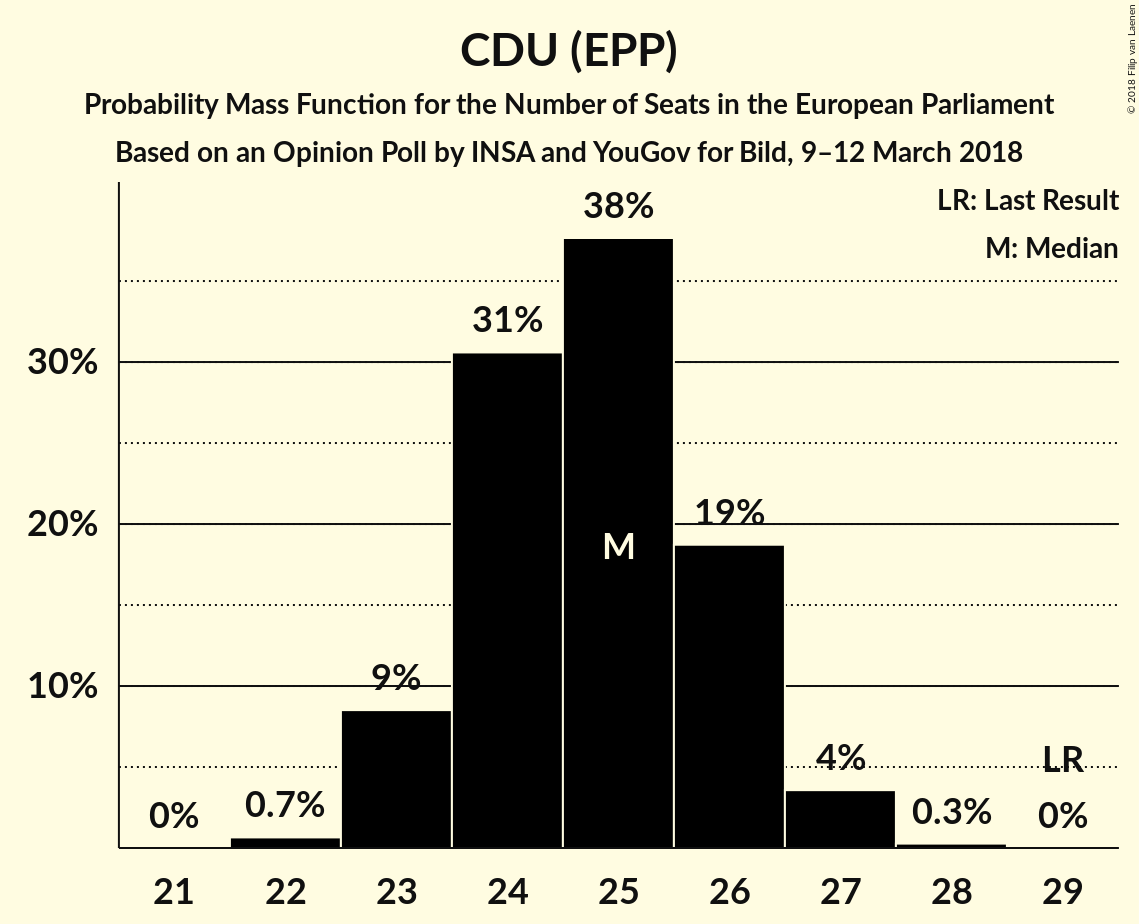 CDU (EPP)
Probability Mass Function for the Number of Seats in the European Parliament
Based on an Opinion Poll by INSA and YouGov for Bild, 9–12 March 2018
© 2018 Filip van Laenen
LR: Last Result
M: Median
38%
31%
30%
19%
20%
M
9%
10%
4%
LR
0%
0.7%
0.3%
0%
21 22 23 24 25 26 27 28 29